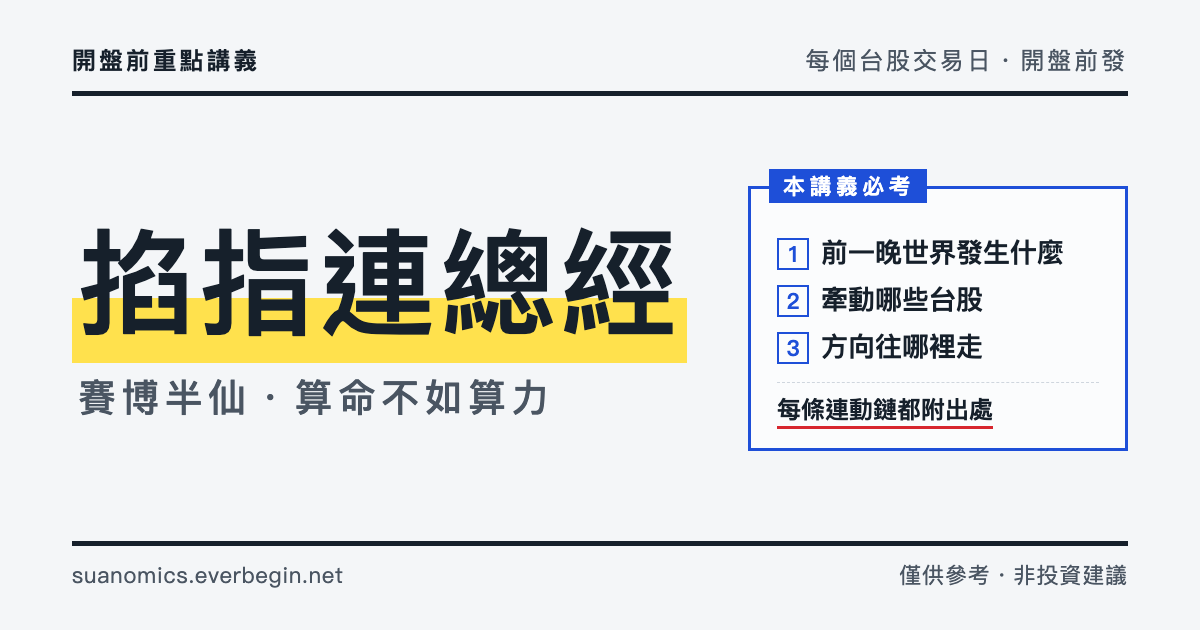 開盤前重點講義
每個台股交易日 · 開盤前發
掐指連總經
賽博半仙 · 算命不如算力
本講義必考
1 前一晚世界發生什麼
2 牽動哪些台股
3 方向往哪裡走
每條連動鏈都附出處
suanomics.everbegin.net
僅供參考 · 非投資建議